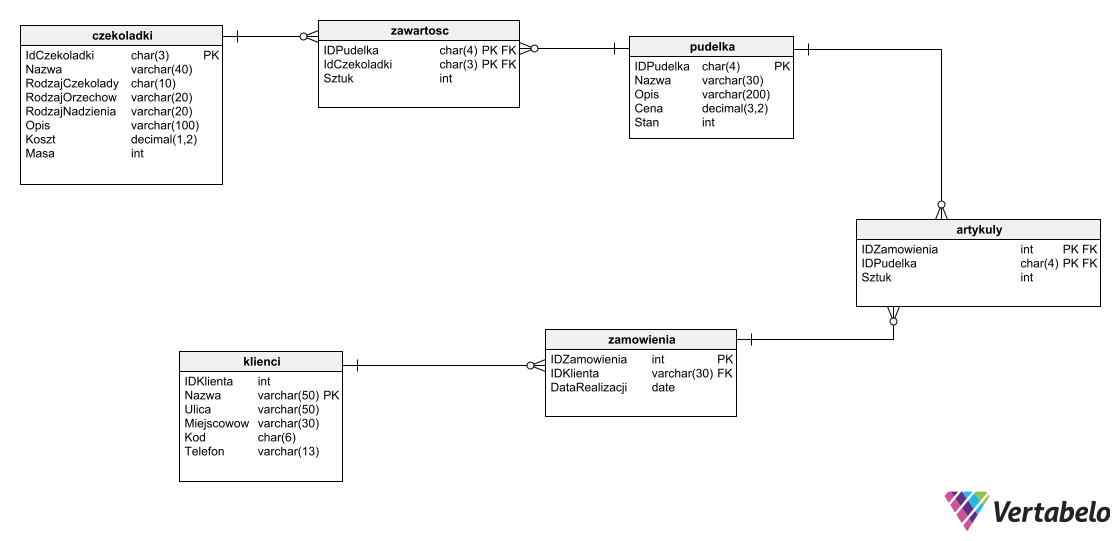 czekoladki
IdCzekoladki char(3) PK
Nazwa varchar(40)
RodzajCzekolady char(10)
RodzajOrzechow varchar(20)
RodzajNadzienia varchar(20)
Opis varchar(100)
Koszt decimal(1,2)
Masa int
zawartosc
IDPudelka char(4) PK FK
IdCzekoladki char(3) PK FK
Sztuk int
pudelka
IDPudelka char(4) PK
Nazwa varchar(30)
Opis varchar(200)
Cena decimal(3,2)
Stan int
artykuly
IDZamowienia int PK FK
IDPudelka char(4) PK FK
Sztuk int
zamowienia
IDZamowienia int PK
IDKlienta varchar(30) FK
DataRealizacji date
klienci
IDKlienta int
Nazwa varchar(50) PK
Ulica varchar(50)
Miejscowow varchar(30)
Kod char(6)
Telefon varchar(13)
Vertabelo